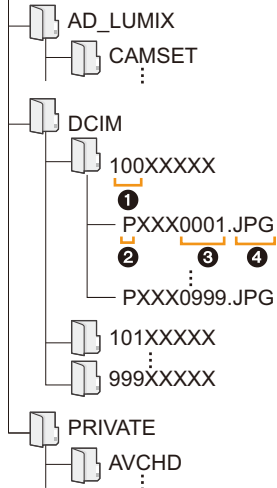 AD_LUMIX
CAMSET
DCIM
100XXXXX
1
PXXX0001.JPG
2 3 4
PXXX0999.JPG
101XXXXX
999XXXXX
PRIVATE
AVCHD